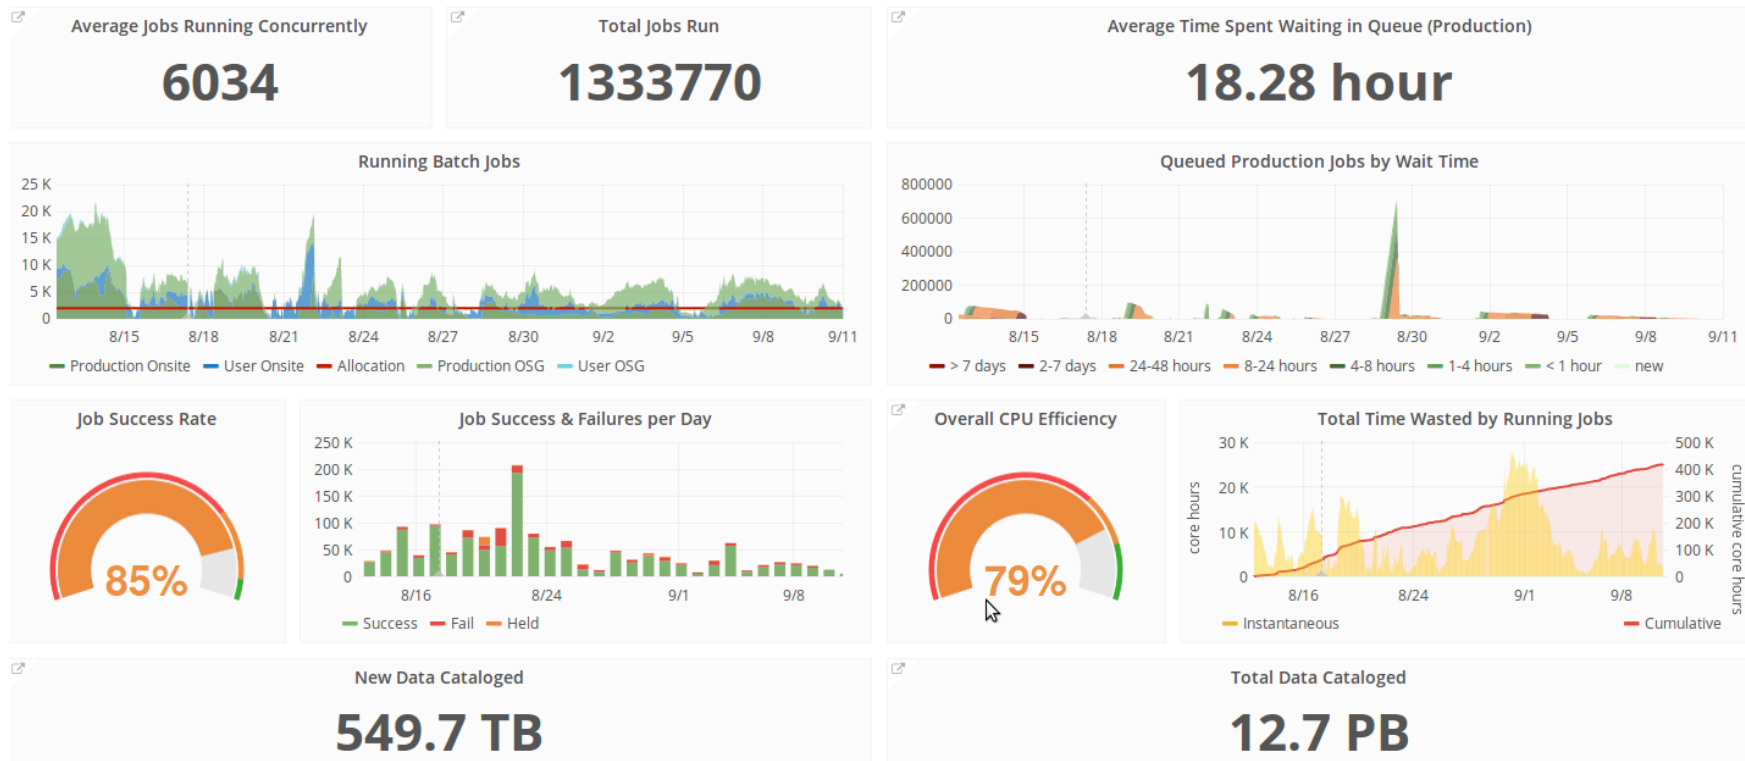 Average Jobs Running Concurrently
6034
Total Jobs Run
1333770
Average Time Spent Waiting in Queue (Production)
18.28 hour
Running Batch Jobs
25 K
20 K
15 K
10 K
5 K
0
8/15 8/18 8/21 8/24 8/27 8/30 9/2 9/5 9/8 9/11
Production Onsite User Onsite Allocation Production OSG User OSG
Queued Production Jobs by Wait Time
800000
600000
400000
200000
0
8/15 8/18 8/21 8/24 8/27 8/30 9/2 9/5 9/8 9/11
> 7 days 2-7 days 24-48 hours 8-24 hours 4-8 hours 1-4 hours < 1 hour new
Job Success Rate
85%
Job Success & Failures per Day
250 K
200 K
150 K
100 K
50 K
0
8/16 8/24 9/1 9/8
Success Fail Held
Overall CPU Efficiency
79%
Total Time Wasted by Running Jobs
core hours
30 K
20 K
10 K
0
500 K
400 K
300 K
200 K
100 K
0
cumulative core hours
8/16 8/24 9/1 9/8
Instantaneous Cumulative
New Data Cataloged
549.7 TB
Total Data Cataloged
12.7 PB